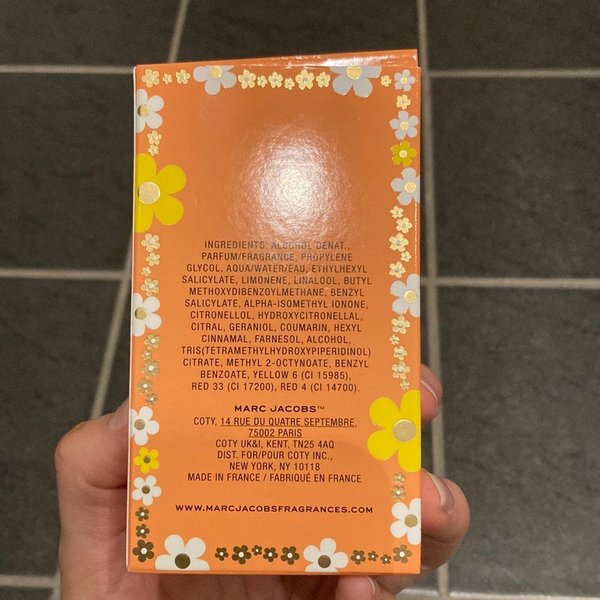 INGREDIENTS: ALCOHOL DENAT.,
PARFUM/FRAGRANCE, PROPYLENE
GLYCOL, AQUA/WATER/EAU, ETHYLHEXYL
SALICYLATE, LIMONENE, LINALOOL, BUTYL
METHOXYDIBENZOYLMETHANE, BENZYL
SALICYLATE, ALPHA-ISOMETHYL IONONE,
CITRONELLOL, HYDROXYCITRONELLAL,
CITRAL, GERANIOL, COUMARIN, HEXYL
CINNAMAL, FARNESOL, ALCOHOL,
TRIS(TETRAMETHYLHYDROXYPIPERIDINOL)
CITRATE, METHYL 2-OCTYNOATE, BENZYL
BENZOATE, YELLOW 6 (CI 15985),
RED 33 (CI 17200), RED 4 (CI 14700).
MARC JACOBS™
COTY, 14 RUE DU QUATRE SEPTEMBRE,
75002 PARIS
COTY UK&I, KENT, TN25 4AQ
DIST. FOR/POUR COTY INC.,
NEW YORK, NY 10118
MADE IN FRANCE / FABRIQUÉ EN FRANCE
WWW.MARCJACOBSFRAGRANCES.COM